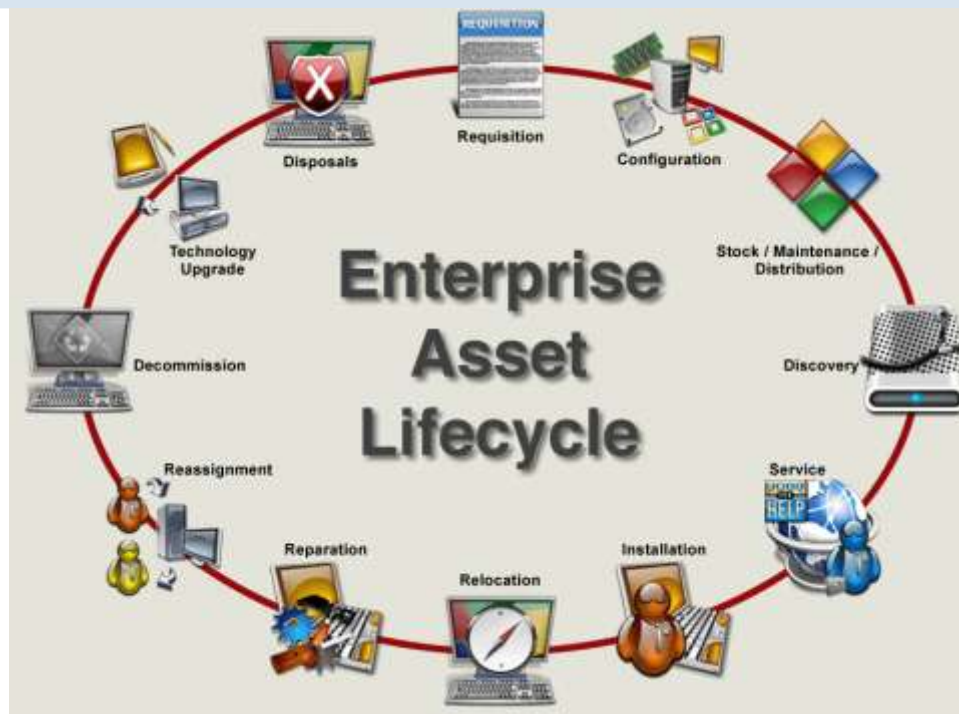 REQUISITION
Requisition
Configuration
Stock / Maintenance /
Distribution
Discovery
Service
HELP
Installation
Relocation
Reparation
Reassignment
Decommission
Technology
Upgrade
Disposals
Enterprise
Asset
Lifecycle